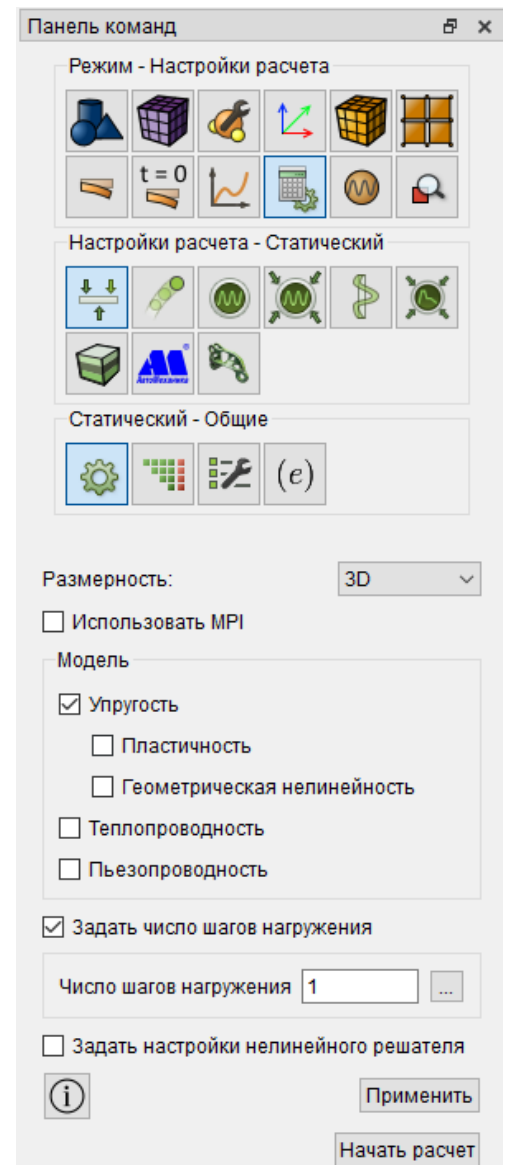 Панель команд
Режим - Настройки расчета
t = 0
Настройки расчета - Статический
АвтоМеханика
Статический - Общие
(e)
Размерность: 3D
Использовать MPI
Модель
Упругость
Пластичность
Геометрическая нелинейность
Теплопроводность
Пьезопроводность
Задать число шагов нагружения
Число шагов нагружения 1 ...
Задать настройки нелинейного решателя
Применить
Начать расчет